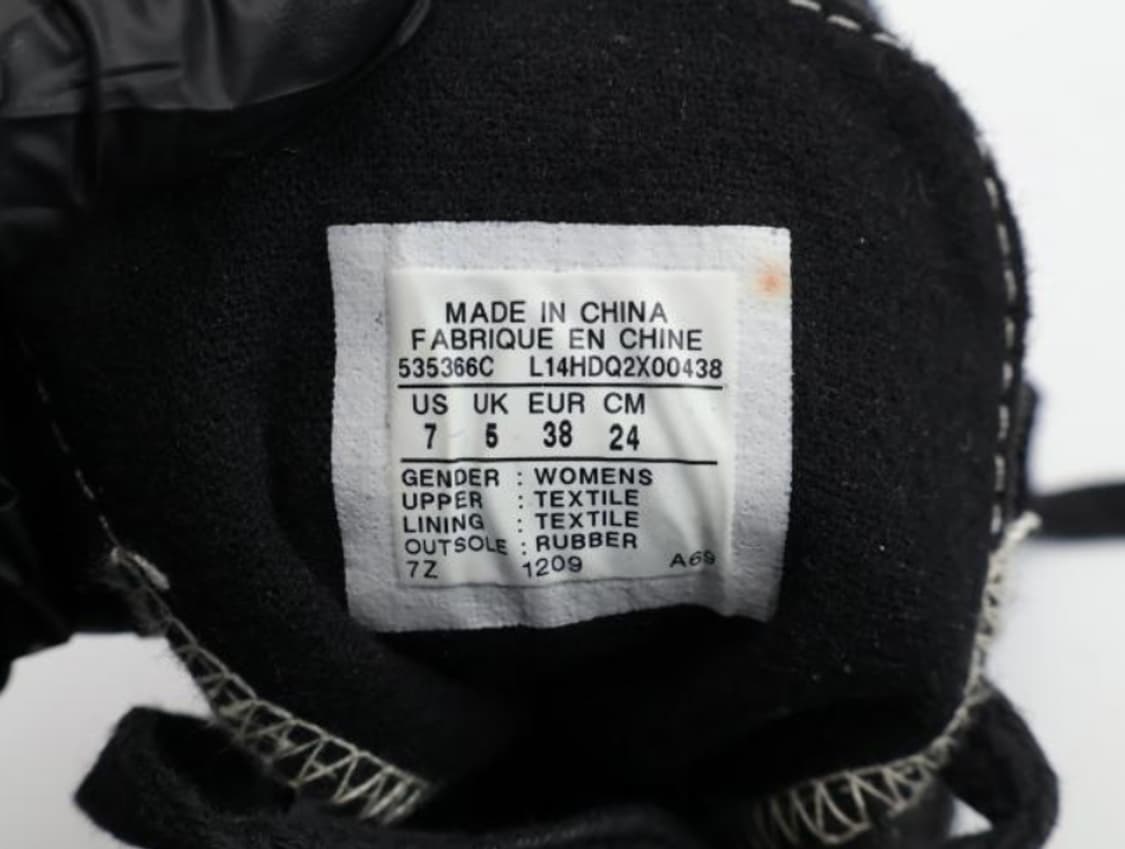 MADE IN CHINA
FABRIQUE EN CHINE
535366C L14HDQ2X00438
US UK EUR CM
7 5 38 24
GENDER : WOMENS
UPPER : TEXTILE
LINING : TEXTILE
OUTSOLE : RUBBER
7Z 1209 A69